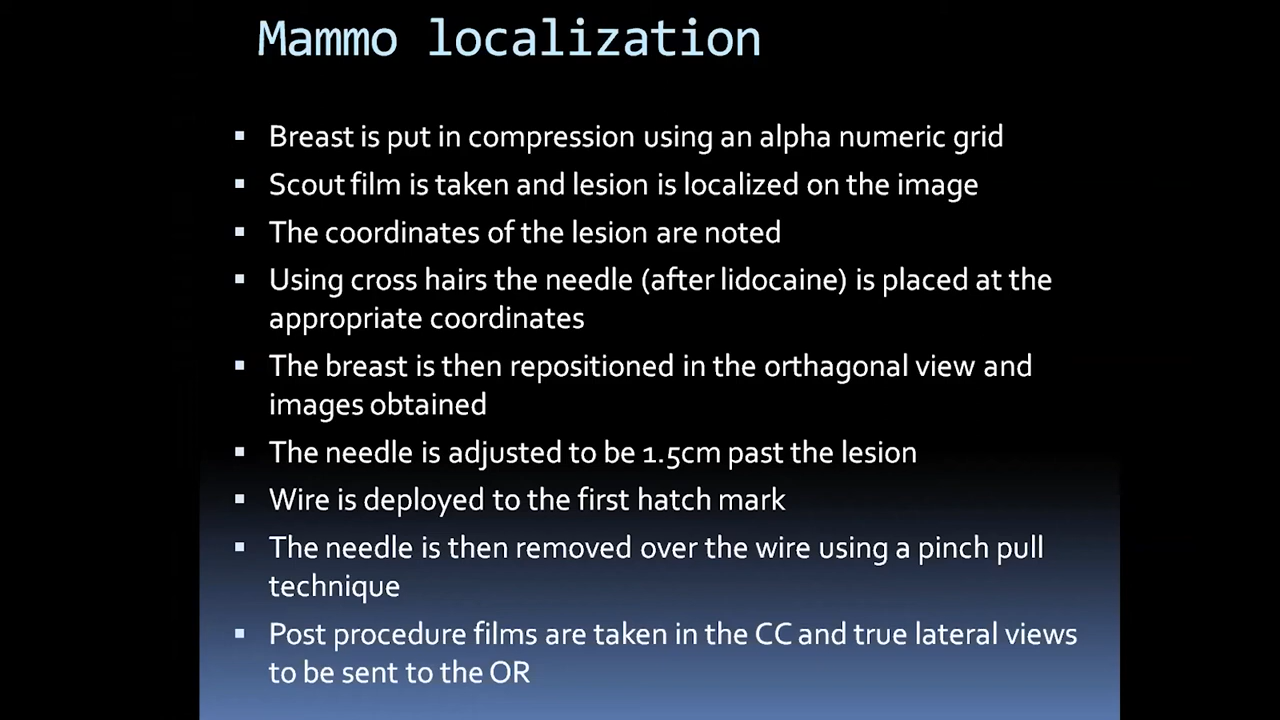 Mammo localization
▪ Breast is put in compression using an alpha numeric grid
▪ Scout film is taken and lesion is localized on the image
▪ The coordinates of the lesion are noted
▪ Using cross hairs the needle (after lidocaine) is placed at the
appropriate coordinates
▪ The breast is then repositioned in the orthagonal view and
images obtained
▪ The needle is adjusted to be 1.5cm past the lesion
▪ Wire is deployed to the first hatch mark
▪ The needle is then removed over the wire using a pinch pull
technique
▪ Post procedure films are taken in the CC and true lateral views
to be sent to the OR